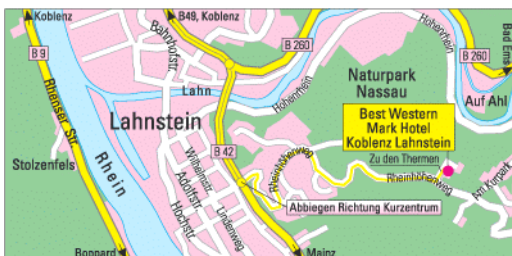 Koblenz
B49, Koblenz
B 9
Bahnhofstr.
B 260
Hohenrhein
B 260
Bad Ems
Rhenser Str.
Lahn
Hohenrhein
Naturpark
Nassau
Auf Ahl
Lahnstein
Best Western
Mark Hotel
Koblenz Lahnstein
Zu den Thermen
Stolzenfels
Rhein
B 42
Wilhelmstr.
Adolfstr.
Hochstr.
Lindenweg
Rheinhöhenweg
Rheinhöhenweg
Am Kurpark
Abbiegen Richtung Kurzentrum
Boppard
Mainz